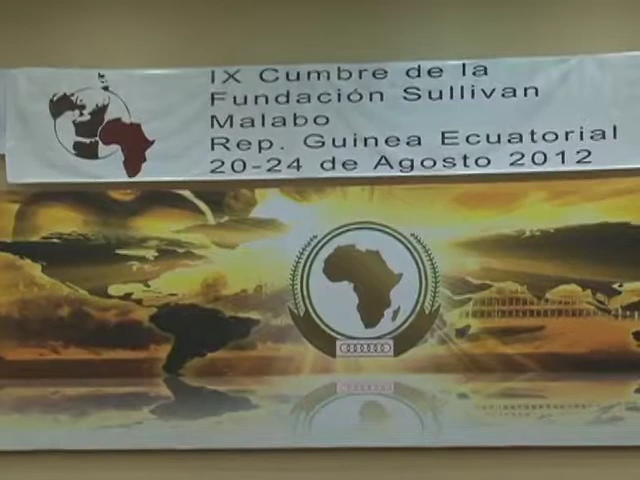 IX Cumbre de la
Fundación Sullivan
Malabo
Rep. Guinea Ecuatorial
20-24 de Agosto 2012